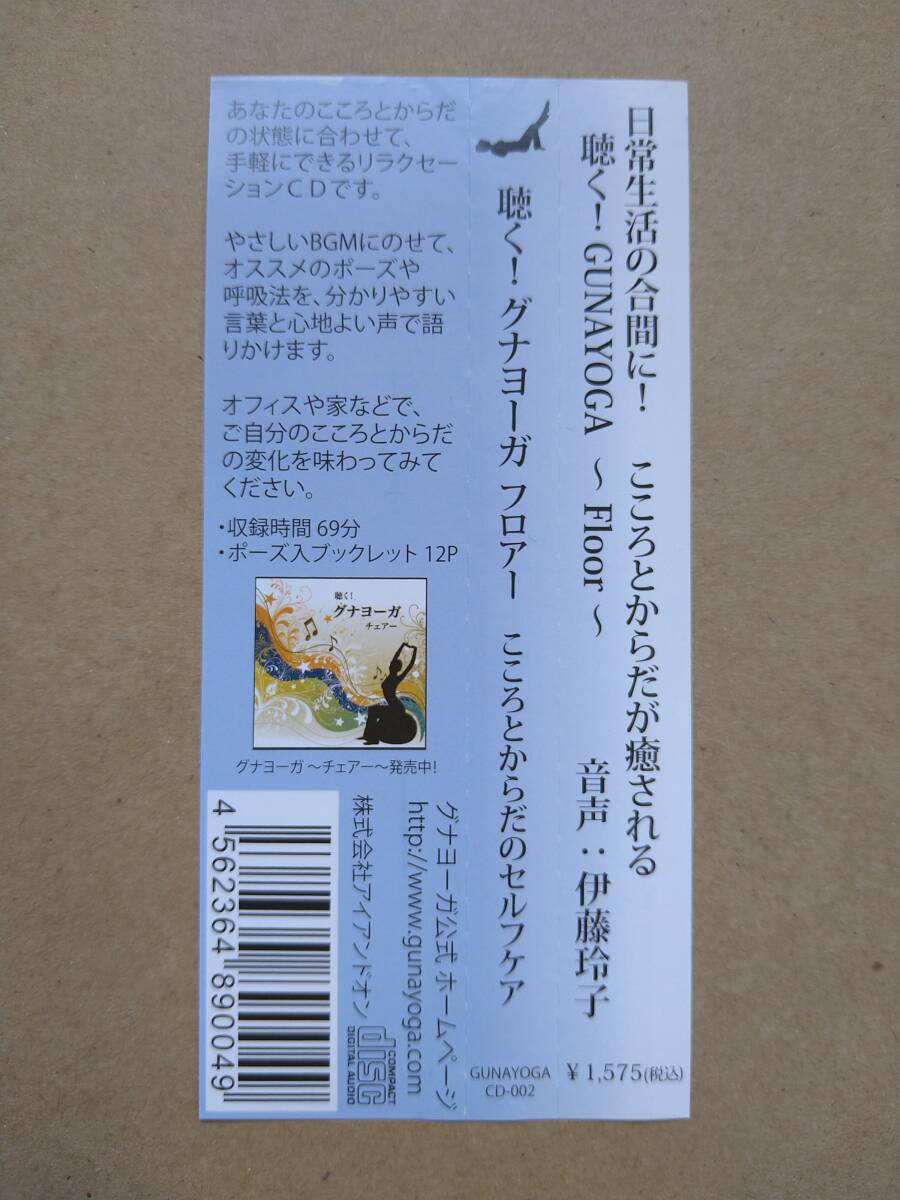 日常生活の合間に!　こころとからだが癒される
聴く! GUNAYOGA ～ Floor ～
音声：伊藤玲子
¥ 1,575(税込)
聴く! グナヨーガ フロアー　こころとからだのセルフケア
GUNAYOGA
CD-002
あなたのこころとからだ
の状態に合わせて、
手軽にできるリラクセー
ションCDです。
やさしいBGMにのせて、
オススメのポーズや
呼吸法を、分かりやすい
言葉と心地よい声で語
りかけます。
オフィスや家などで、
ご自分のこころとからだ
の変化を味わってみて
ください。
・収録時間 69分
・ポーズ入ブックレット 12P
聴く!
グナヨーガ
チェアー
グナヨーガ ～チェアー～発売中!
グナヨーガ公式 ホームページ
http://www.gunayoga.com
株式会社アイアンドオン
COMPACT
disc
DIGITAL AUDIO
4 562364 890049